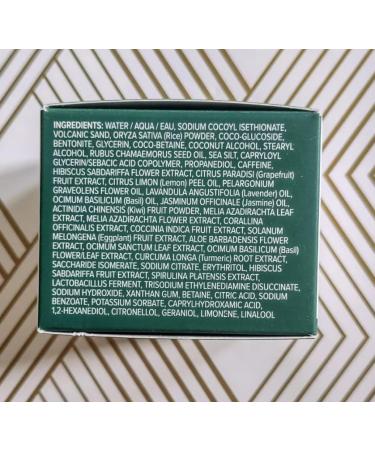 INGREDIENTS: WATER / AQUA / EAU, SODIUM COCOYL ISETHIONATE,
VOLCANIC SAND, ORYZA SATIVA (Rice) POWDER, COCO-GLUCOSIDE,
BENTONITE, GLYCERIN, COCO-BETAINE, COCONUT ALCOHOL, STEARYL
ALCOHOL, RUBUS CHAMAEMORUS SEED OIL, SEA SALT, CAPRYLOYL
GLYCERIN/SEBACIC ACID COPOLYMER, PROPANEDIOL, CAFFEINE,
HIBISCUS SABDARIFFA FLOWER EXTRACT, CITRUS PARADISI (Grapefruit)
FRUIT EXTRACT, CITRUS LIMON (Lemon) PEEL OIL, PELARGONIUM
GRAVEOLENS FLOWER OIL, LAVANDULA ANGUSTIFOLIA (Lavender) OIL,
OCIMUM BASILICUM (Basil) OIL, JASMINUM OFFICINALE (Jasmine) OIL,
ACTINIDIA CHINENSIS (Kiwi) FRUIT POWDER, MELIA AZADIRACHTA LEAF
EXTRACT, MELIA AZADIRACHTA FLOWER EXTRACT, CORALLINA
OFFICINALIS EXTRACT, COCCINIA INDICA FRUIT EXTRACT, SOLANUM
MELONGENA (Eggplant) FRUIT EXTRACT, ALOE BARBADENSIS FLOWER
EXTRACT, OCIMUM SANCTUM LEAF EXTRACT, OCIMUM BASILICUM (Basil)
FLOWER/LEAF EXTRACT, CURCUMA LONGA (Turmeric) ROOT EXTRACT,
SACCHARIDE ISOMERATE, SODIUM CITRATE, ERYTHRITOL, HIBISCUS
SABDARIFFA FRUIT EXTRACT, SPIRULINA PLATENSIS EXTRACT,
LACTOBACILLUS FERMENT, TRISODIUM ETHYLENEDIAMINE DISUCCINATE,
SODIUM HYDROXIDE, XANTHAN GUM, BETAINE, CITRIC ACID, SODIUM
BENZOATE, POTASSIUM SORBATE, CAPRYLHYDROXAMIC ACID,
1,2-HEXANEDIOL, CITRONELLOL, GERANIOL, LIMONENE, LINALOOL